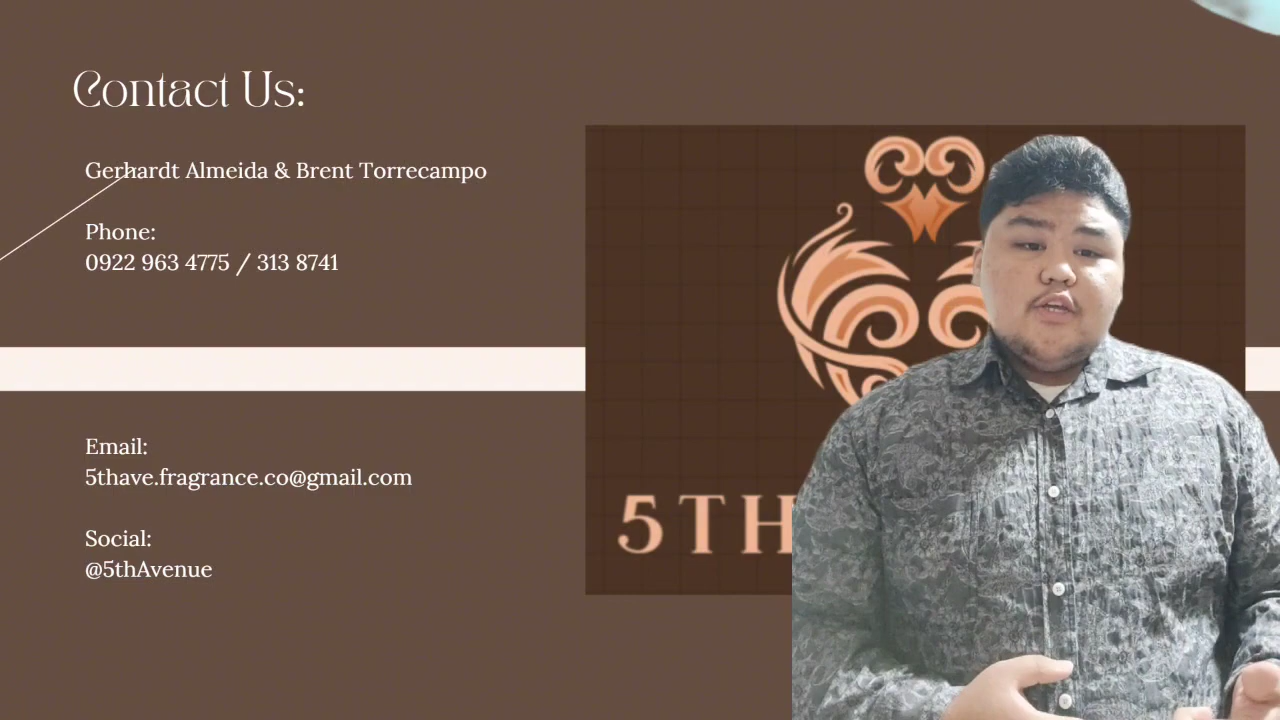 Contact Us:
Gerhardt Almeida & Brent Torrecampo
Phone:
0922 963 4775 / 313 8741
Email:
5thave.fragrance.co@gmail.com
Social:
@5thAvenue
5TH